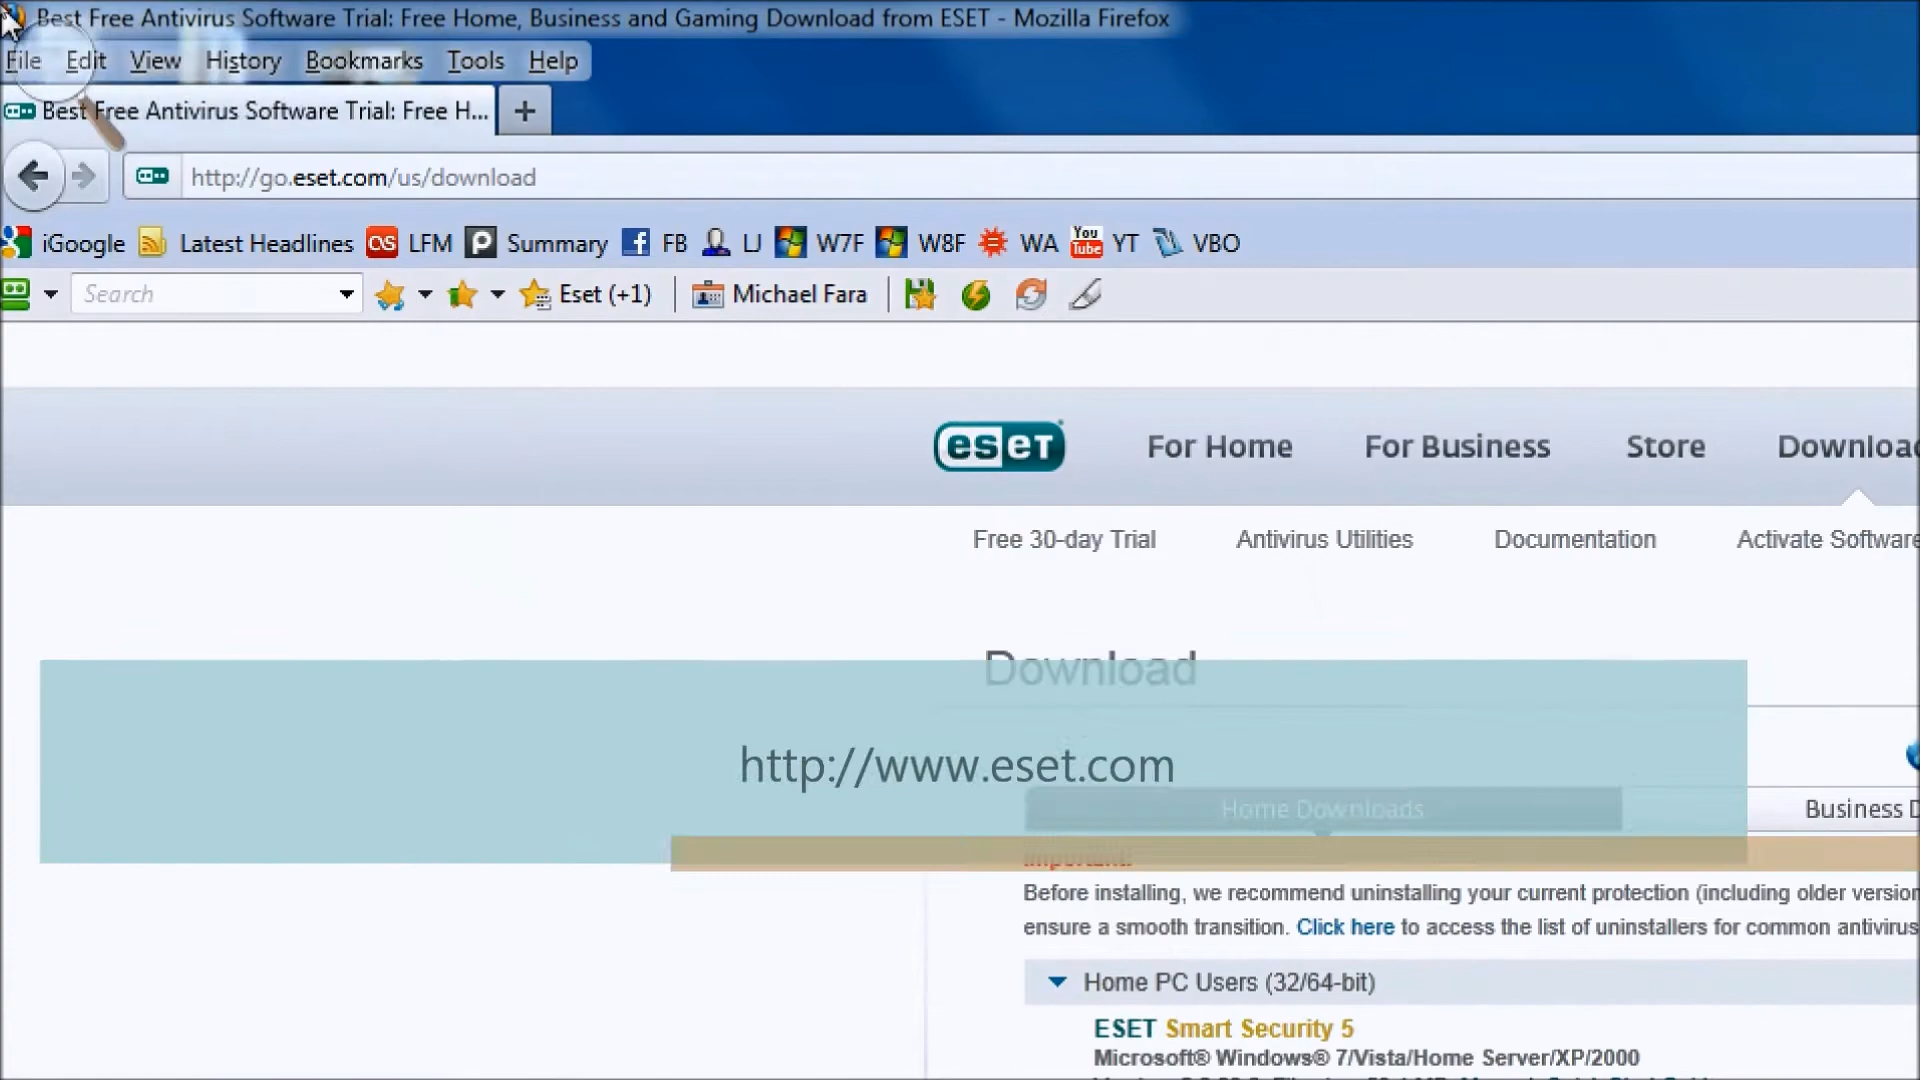 Best Free Antivirus Software Trial: Free Home, Business and Gaming Download from ESET - Mozilla Firefox
File Edit View History Bookmarks Tools Help
Best Free Antivirus Software Trial: Free H...
http://go.eset.com/us/download
iGoogle Latest Headlines LFM Summary FB LJ W7F W8F WA You Tube YT VBO
Search Eset (+1) Michael Fara
eset For Home For Business Store Downloa
Free 30-day Trial Antivirus Utilities Documentation Activate Software
Download
http://www.eset.com
Home Downloads Business D
Important:
Before installing, we recommend uninstalling your current protection (including older version
ensure a smooth transition. Click here to access the list of uninstallers for common antivirus
Home PC Users (32/64-bit)
ESET Smart Security 5
Microsoft® Windows® 7/Vista/Home Server/XP/2000